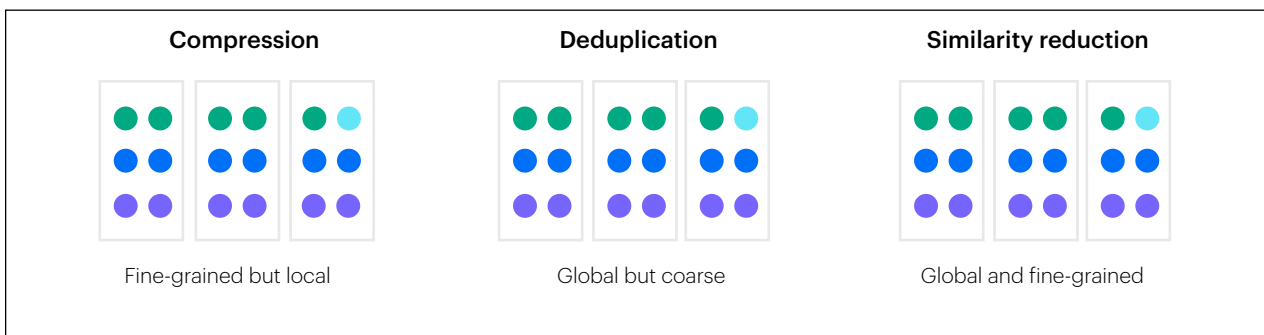 Compression
Deduplication
Similarity reduction
Fine-grained but local
Global but coarse
Global and fine-grained